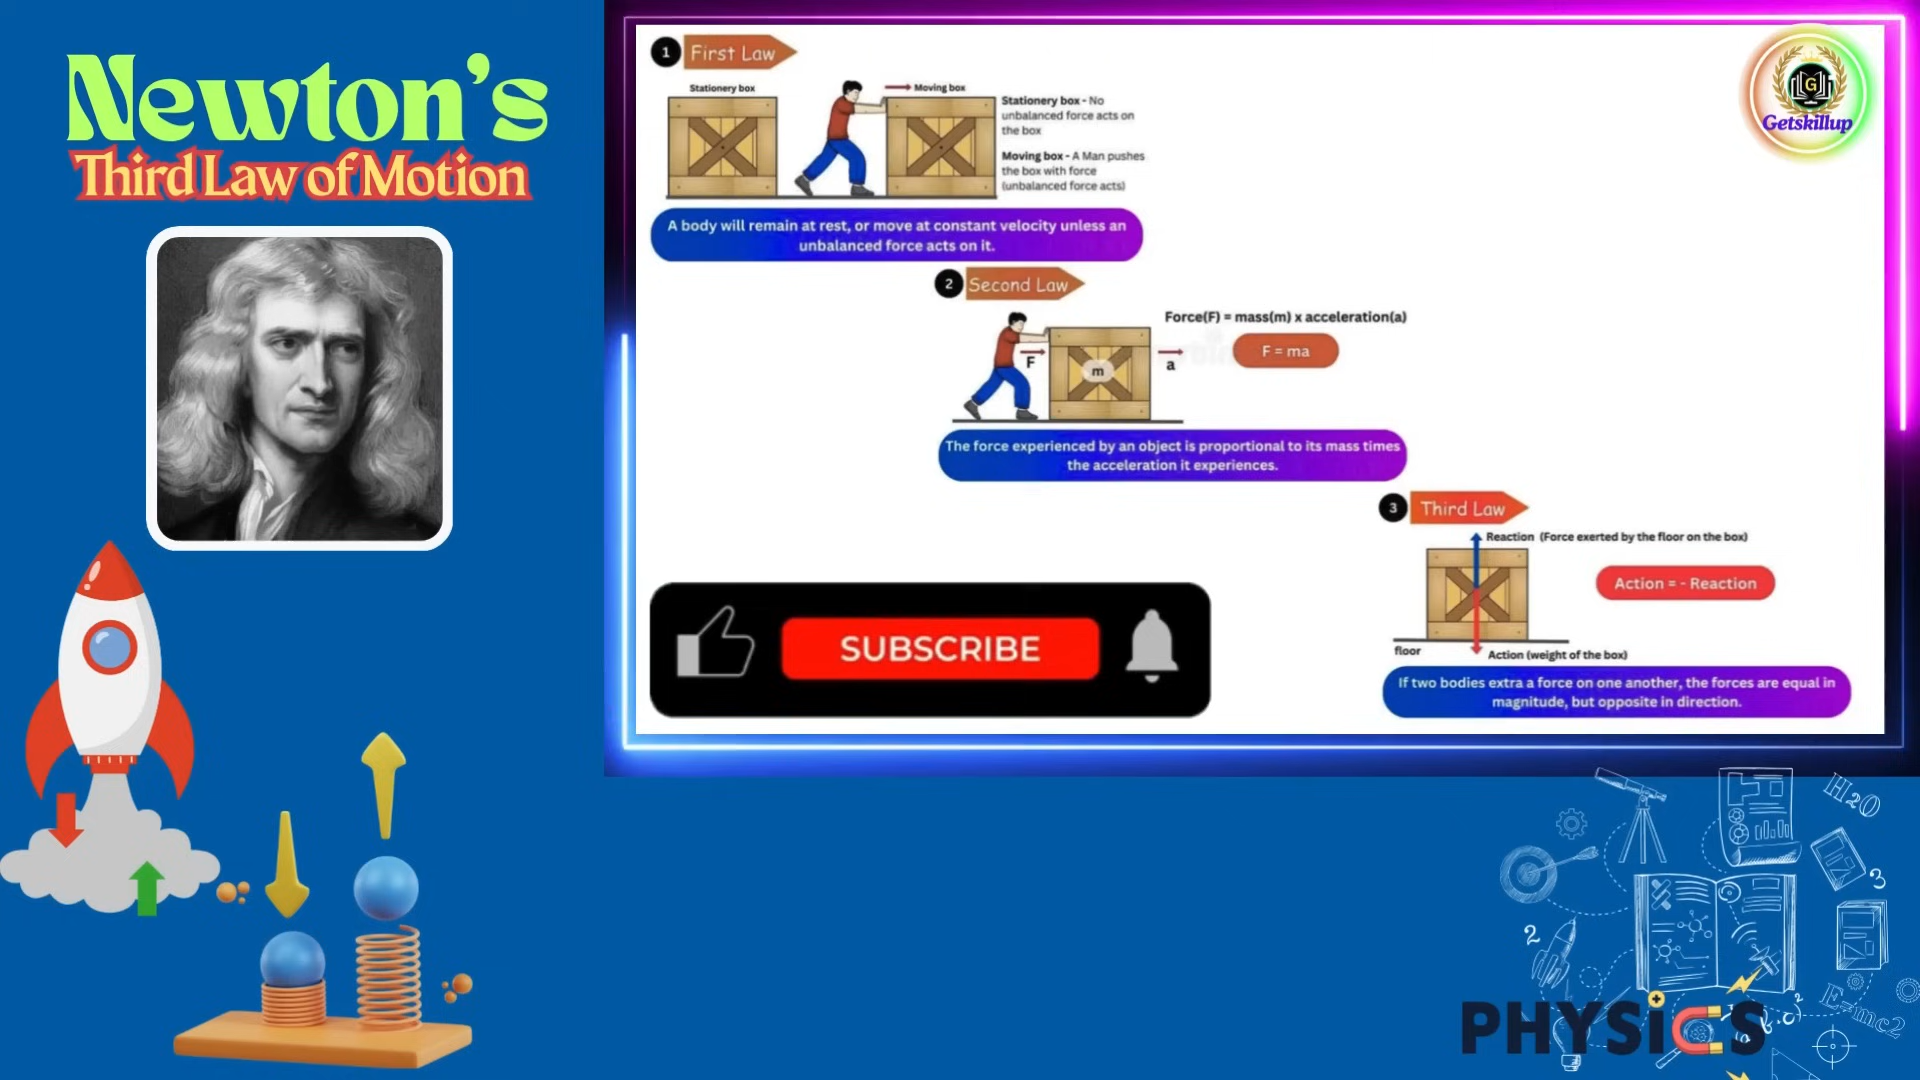 Newton's
Third Law of Motion
1 First Law
Stationery box
Moving box
Stationery box - No
unbalanced force acts on
the box
Moving box - A Man pushes
the box with force
(unbalanced force acts)
A body will remain at rest, or move at constant velocity unless an
unbalanced force acts on it.
G
Getskillup
2 Second Law
Force(F) = mass(m) x acceleration(a)
F = ma
F
m
a
The force experienced by an object is proportional to its mass times
the acceleration it experiences.
3 Third Law
Reaction (Force exerted by the floor on the box)
Action = - Reaction
floor
Action (weight of the box)
If two bodies extra a force on one another, the forces are equal in
magnitude, but opposite in direction.
SUBSCRIBE
H2O
3
2
E=mc2
PHYSiCS